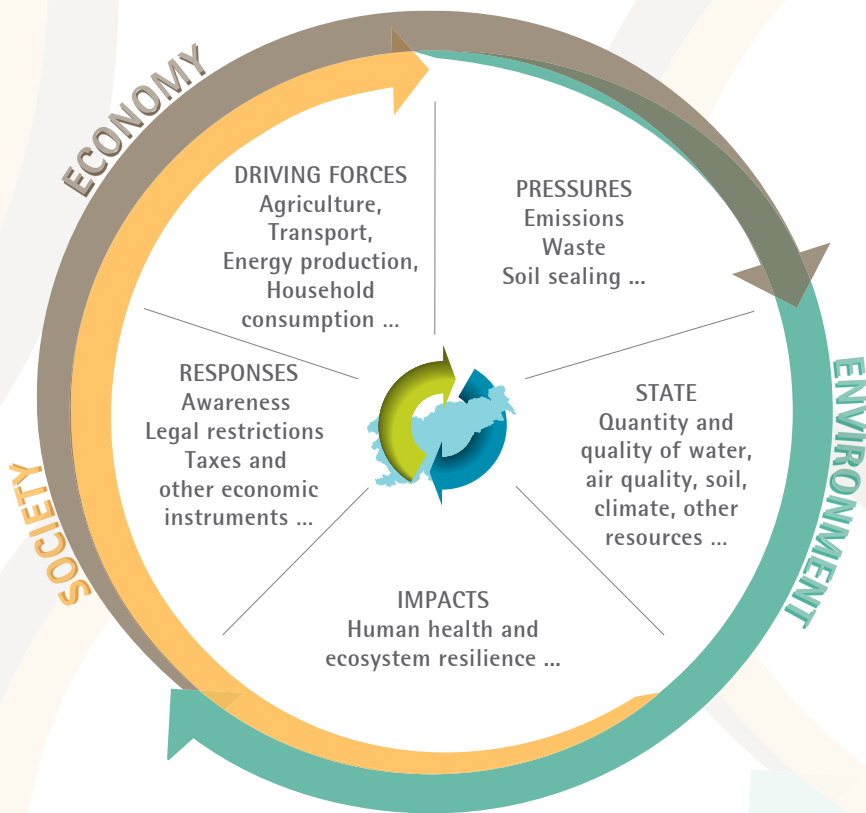 ECONOMY
DRIVING FORCES
Agriculture,
Transport,
Energy production,
Household
consumption ...
PRESSURES
Emissions
Waste
Soil sealing ...
RESPONSES
Awareness
Legal restrictions
Taxes and
other economic
instruments ...
STATE
Quantity and
quality of water,
air quality, soil,
climate, other
resources ...
ENVIRONMENT
SOCIETY
IMPACTS
Human health and
ecosystem resilience ...